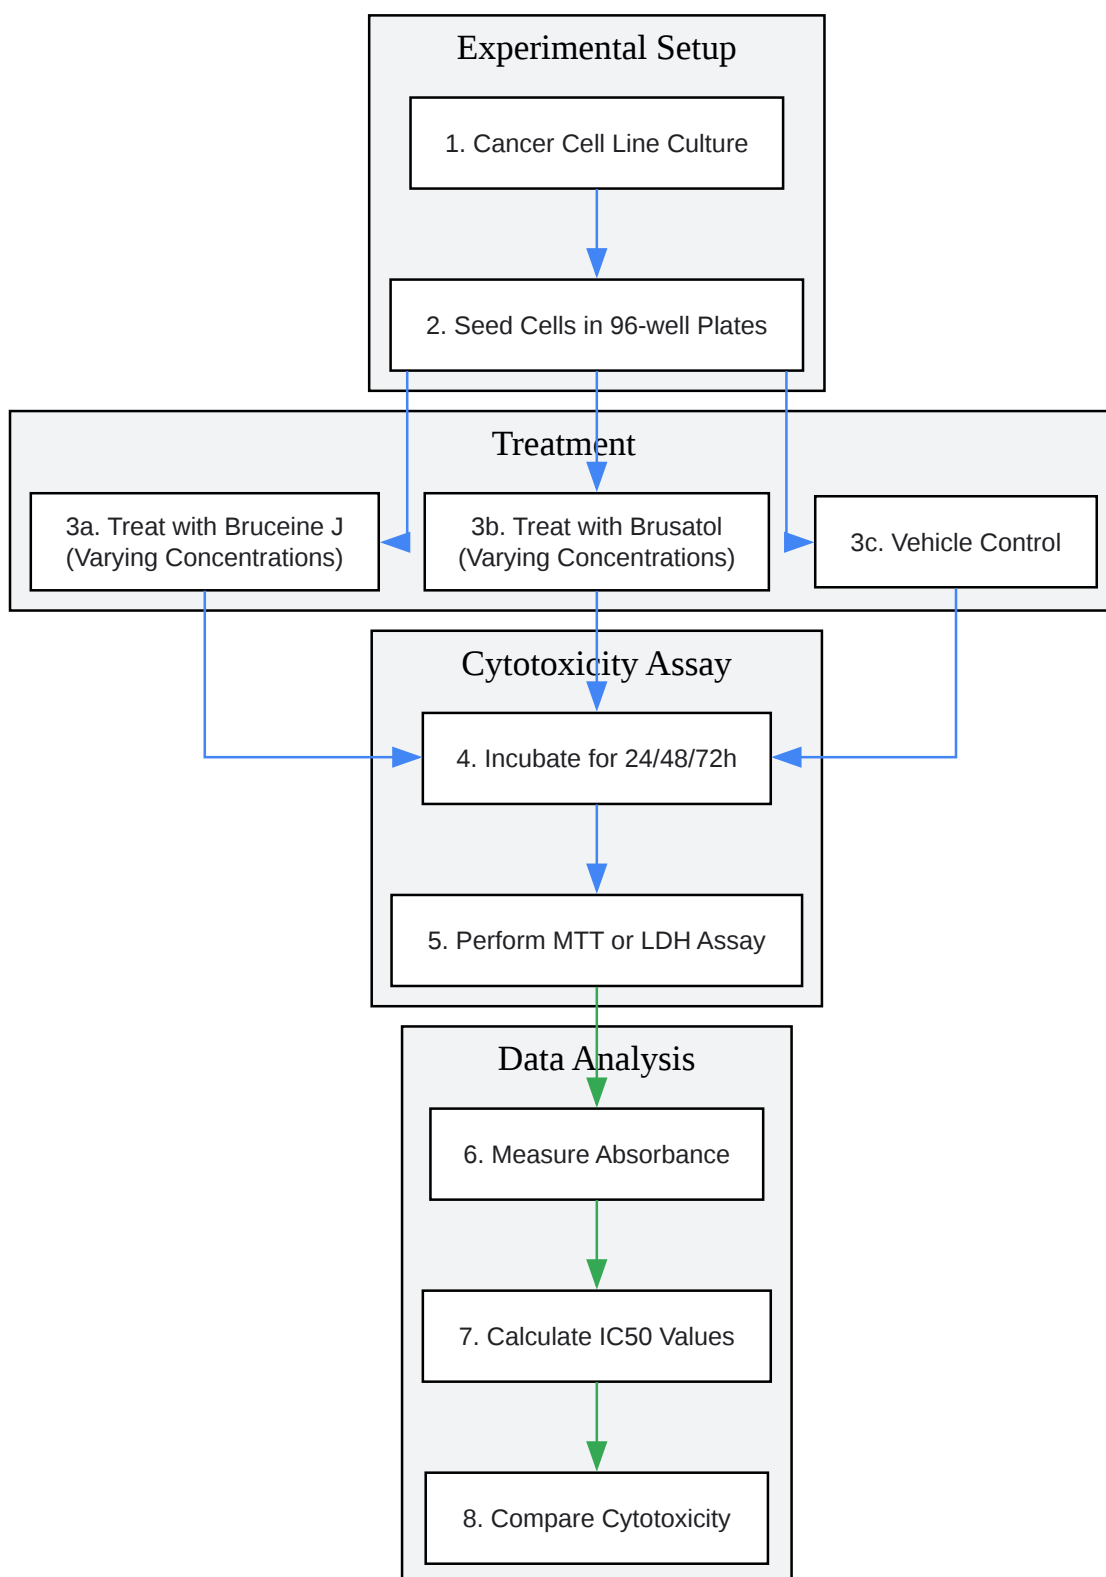 Experimental Setup
1. Cancer Cell Line Culture
2. Seed Cells in 96-well Plates
Treatment
3a. Treat with Bruceine J
(Varying Concentrations)
3b. Treat with Brusatol
(Varying Concentrations)
3c. Vehicle Control
Cytotoxicity Assay
4. Incubate for 24/48/72h
5. Perform MTT or LDH Assay
Data Analysis
6. Measure Absorbance
7. Calculate IC50 Values
8. Compare Cytotoxicity